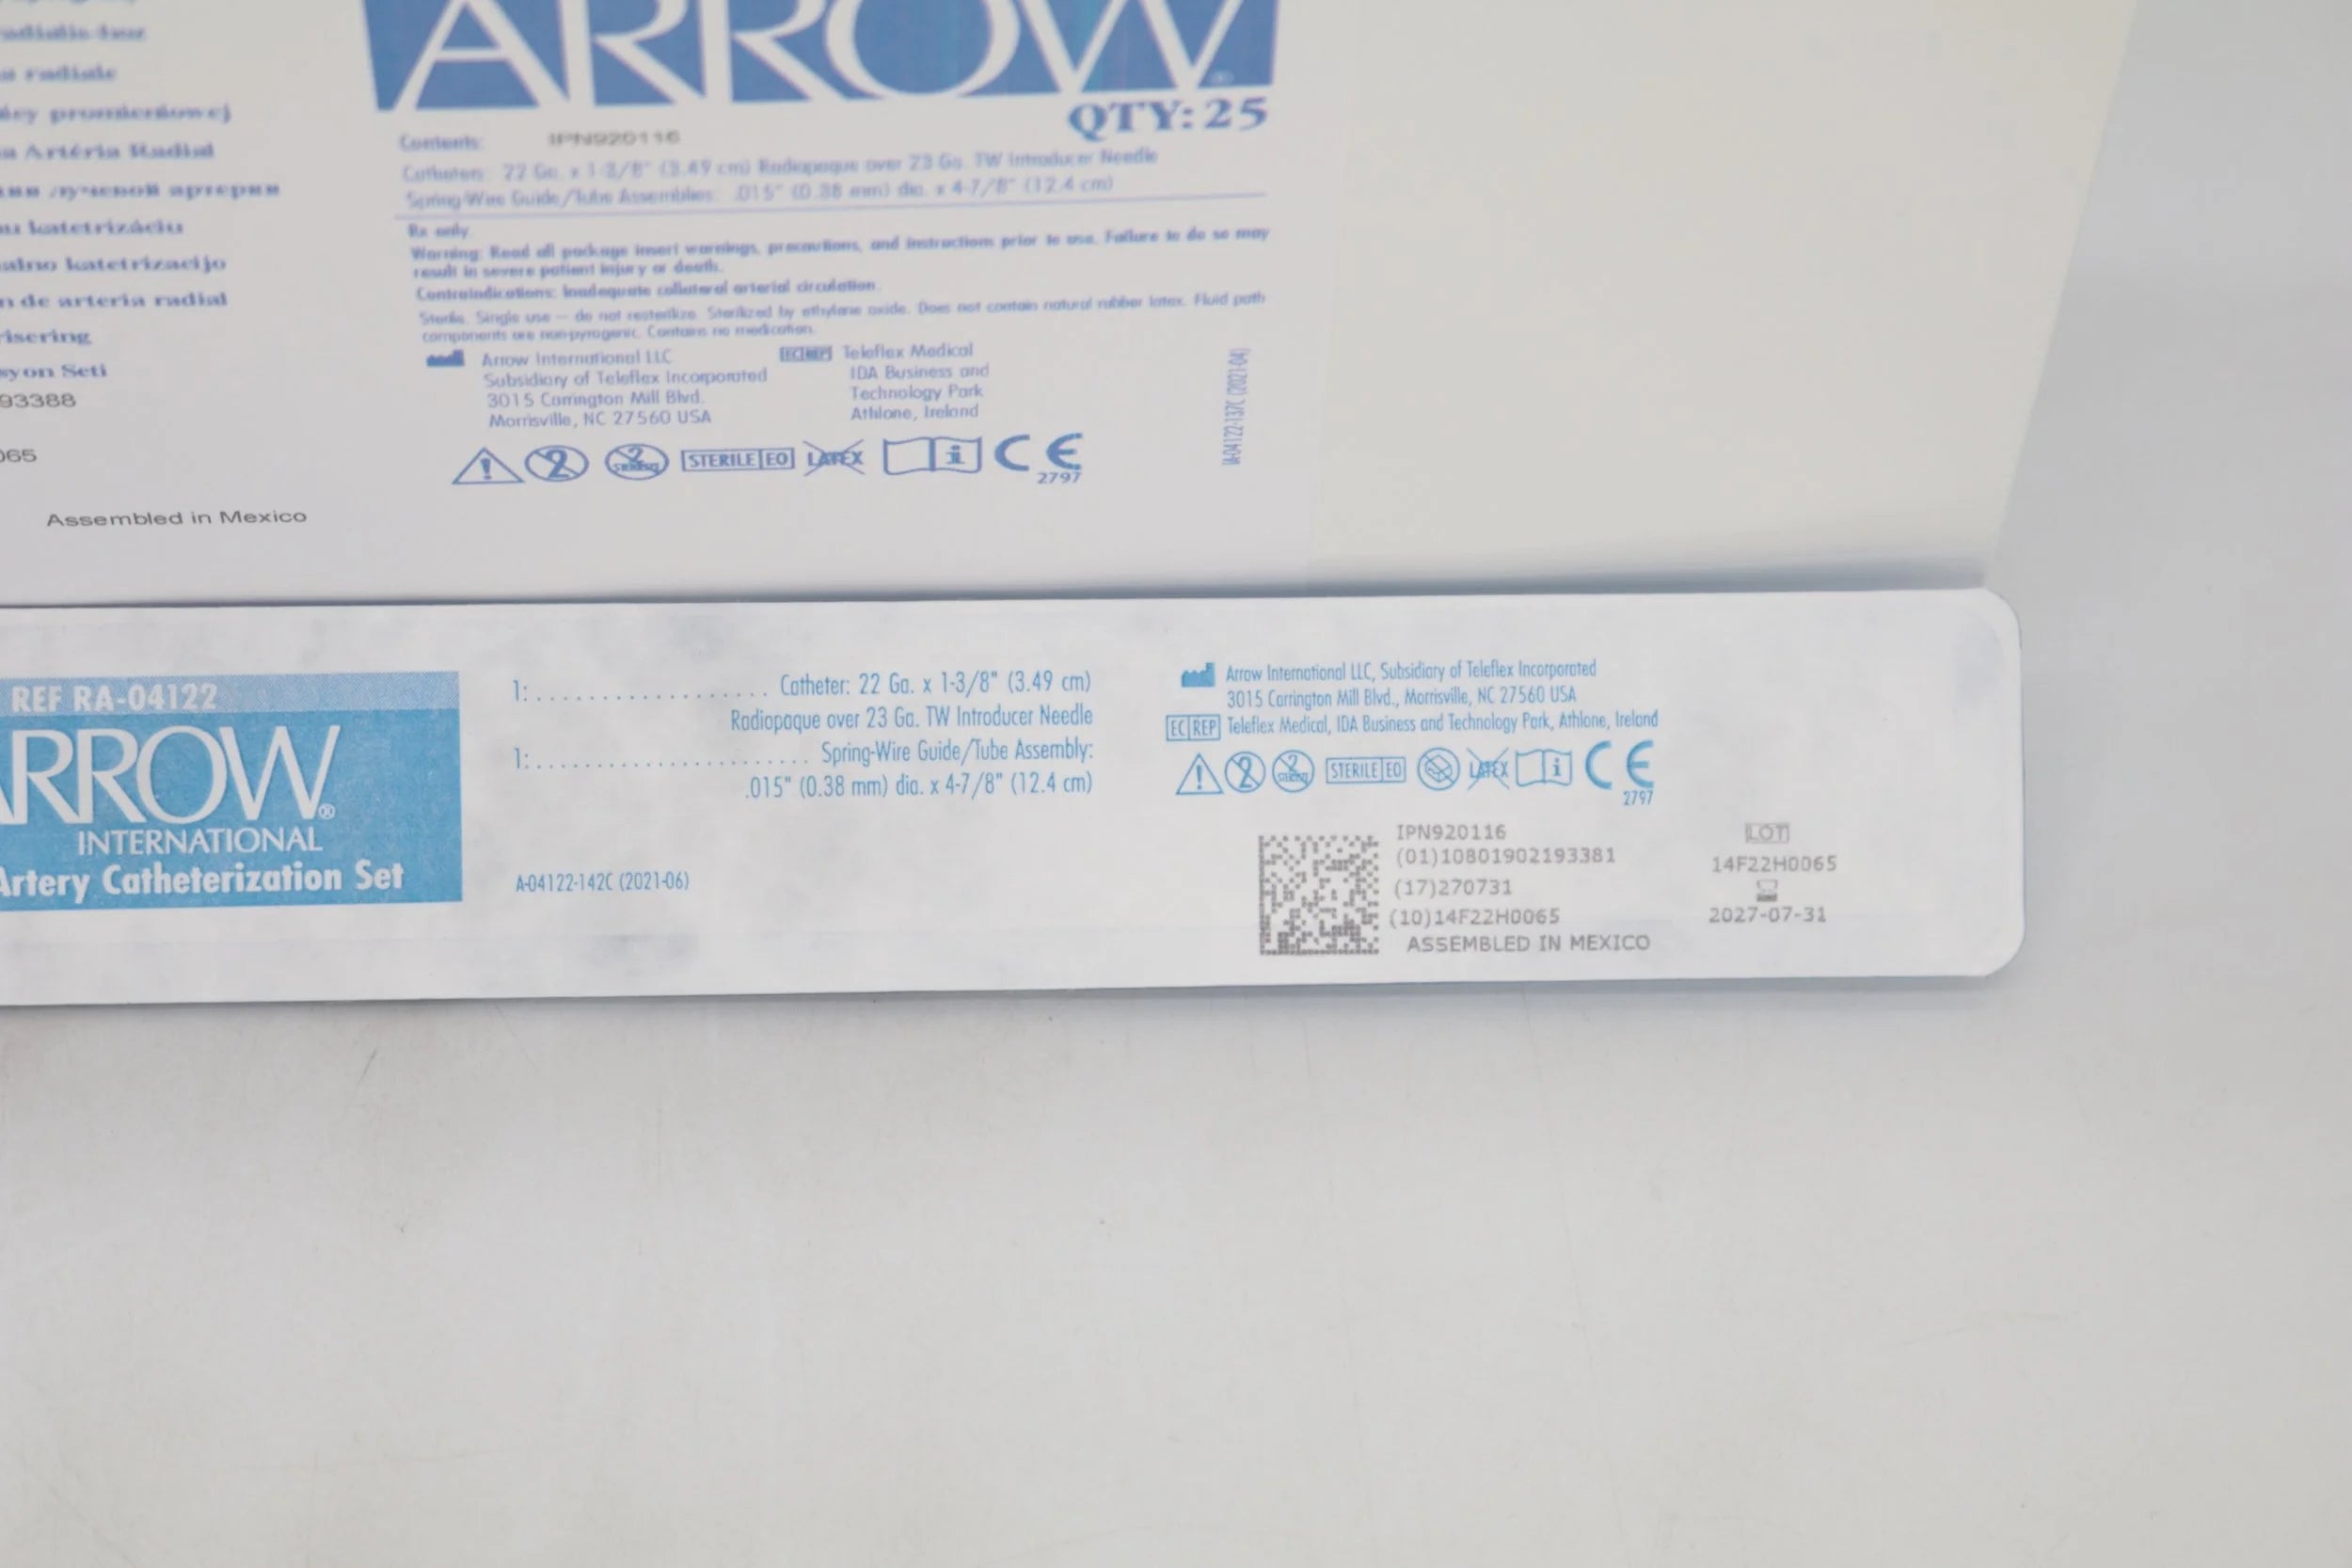 radiale
promieniowej
Artéria Radial
лучевой артерии
katetrizáciu
katetrizacijo
de arteria radial
Seti
93388
065
Assembled in Mexico
ARROW
QTY: 25
Contents: IPN920116
Catheters: 22 Ga. x 1-3/8" (3.49 cm) Radiopaque over 23 Ga. TW Introducer Needle
Spring-Wire Guide/Tube Assemblies: .015" (0.38 mm) dia. x 4-7/8" (12.4 cm)
Rx only.
Warning: Read all package insert warnings, precautions, and instructions prior to use. Failure to do so may
result in severe patient injury or death.
Contraindications: Inadequate collateral arterial circulation.
Sterile. Single use — do not resterilize. Sterilized by ethylene oxide. Does not contain natural rubber latex. Fluid path
components are non-pyrogenic. Contains no medication.
Arrow International LLC
Subsidiary of Teleflex Incorporated
3015 Carrington Mill Blvd.
Morrisville, NC 27560 USA
EC REP Teleflex Medical
IDA Business and
Technology Park
Athlone, Ireland
STERILE EO LATEX CE
2797
IA-04122-137C (2021-04)
REF RA-04122
ARROW®
INTERNATIONAL
Artery Catheterization Set
1:.................. Catheter: 22 Ga. x 1-3/8" (3.49 cm)
Radiopaque over 23 Ga. TW Introducer Needle
1:....................... Spring-Wire Guide/Tube Assembly:
.015" (0.38 mm) dia. x 4-7/8" (12.4 cm)
A-04122-142C (2021-06)
Arrow International LLC, Subsidiary of Teleflex Incorporated
3015 Carrington Mill Blvd., Morrisville, NC 27560 USA
EC REP Teleflex Medical, IDA Business and Technology Park, Athlone, Ireland
STERILE EO LATEX CE
2797
IPN920116
(01)10801902193381
(17)270731
(10)14F22H0065
ASSEMBLED IN MEXICO
LOT
14F22H0065
2027-07-31